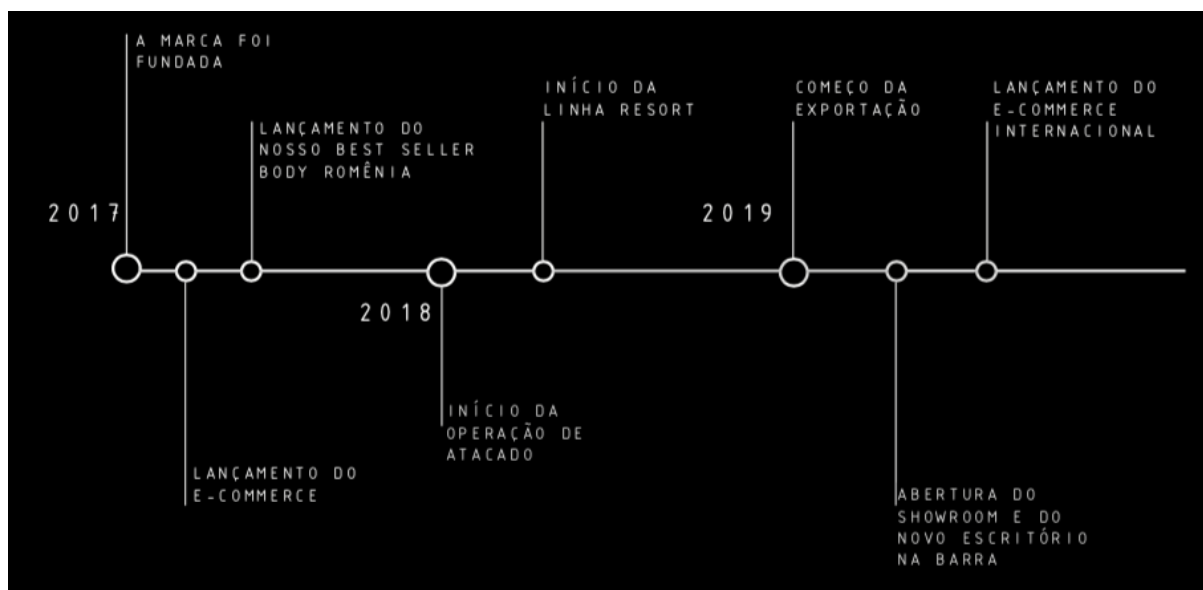 A MARCA FOI
FUNDADA
2017
LANÇAMENTO DO
E-COMMERCE
LANÇAMENTO DO
NOSSO BEST SELLER
BODY ROMÊNIA
2018
INÍCIO DA
OPERAÇÃO DE
ATACADO
INÍCIO DA
LINHA RESORT
2019
COMEÇO DA
EXPORTAÇÃO
ABERTURA DO
SHOWROOM E DO
NOVO ESCRITÓRIO
NA BARRA
LANÇAMENTO DO
E-COMMERCE
INTERNACIONAL